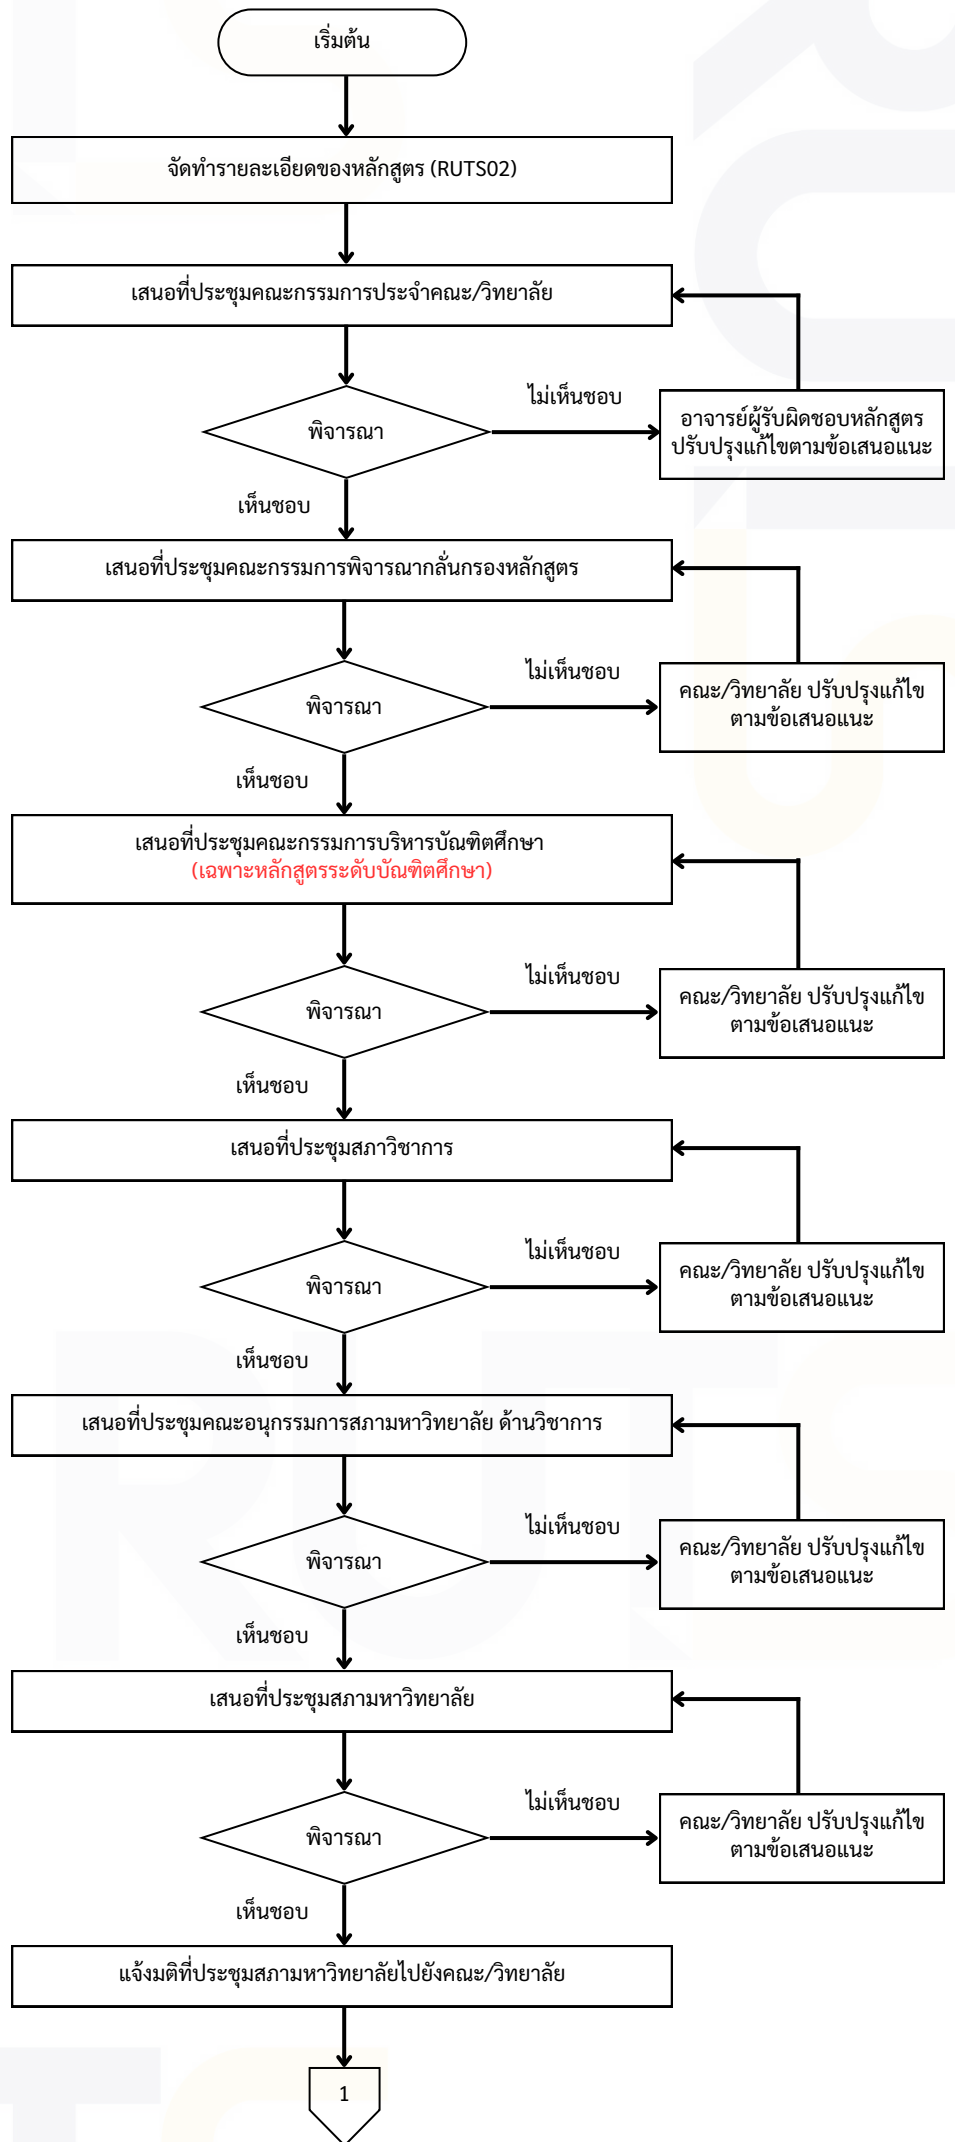 เริ่มต้น
จัดทำรายละเอียดของหลักสูตร (RUTS02)
เสนอที่ประชุมคณะกรรมการประจำคณะ/วิทยาลัย
พิจารณา
ไม่เห็นชอบ
อาจารย์ผู้รับผิดชอบหลักสูตร
ปรับปรุงแก้ไขตามข้อเสนอแนะ
เห็นชอบ
เสนอที่ประชุมคณะกรรมการพิจารณากลั่นกรองหลักสูตร
พิจารณา
ไม่เห็นชอบ
คณะ/วิทยาลัย ปรับปรุงแก้ไข
ตามข้อเสนอแนะ
เห็นชอบ
เสนอที่ประชุมคณะกรรมการบริหารบัณฑิตศึกษา
(เฉพาะหลักสูตรระดับบัณฑิตศึกษา)
พิจารณา
ไม่เห็นชอบ
คณะ/วิทยาลัย ปรับปรุงแก้ไข
ตามข้อเสนอแนะ
เห็นชอบ
เสนอที่ประชุมสภาวิชาการ
พิจารณา
ไม่เห็นชอบ
คณะ/วิทยาลัย ปรับปรุงแก้ไข
ตามข้อเสนอแนะ
เห็นชอบ
เสนอที่ประชุมคณะอนุกรรมการสภามหาวิทยาลัย ด้านวิชาการ
พิจารณา
ไม่เห็นชอบ
คณะ/วิทยาลัย ปรับปรุงแก้ไข
ตามข้อเสนอแนะ
เห็นชอบ
เสนอที่ประชุมสภามหาวิทยาลัย
พิจารณา
ไม่เห็นชอบ
คณะ/วิทยาลัย ปรับปรุงแก้ไข
ตามข้อเสนอแนะ
เห็นชอบ
แจ้งมติที่ประชุมสภามหาวิทยาลัยไปยังคณะ/วิทยาลัย
1
RUTS